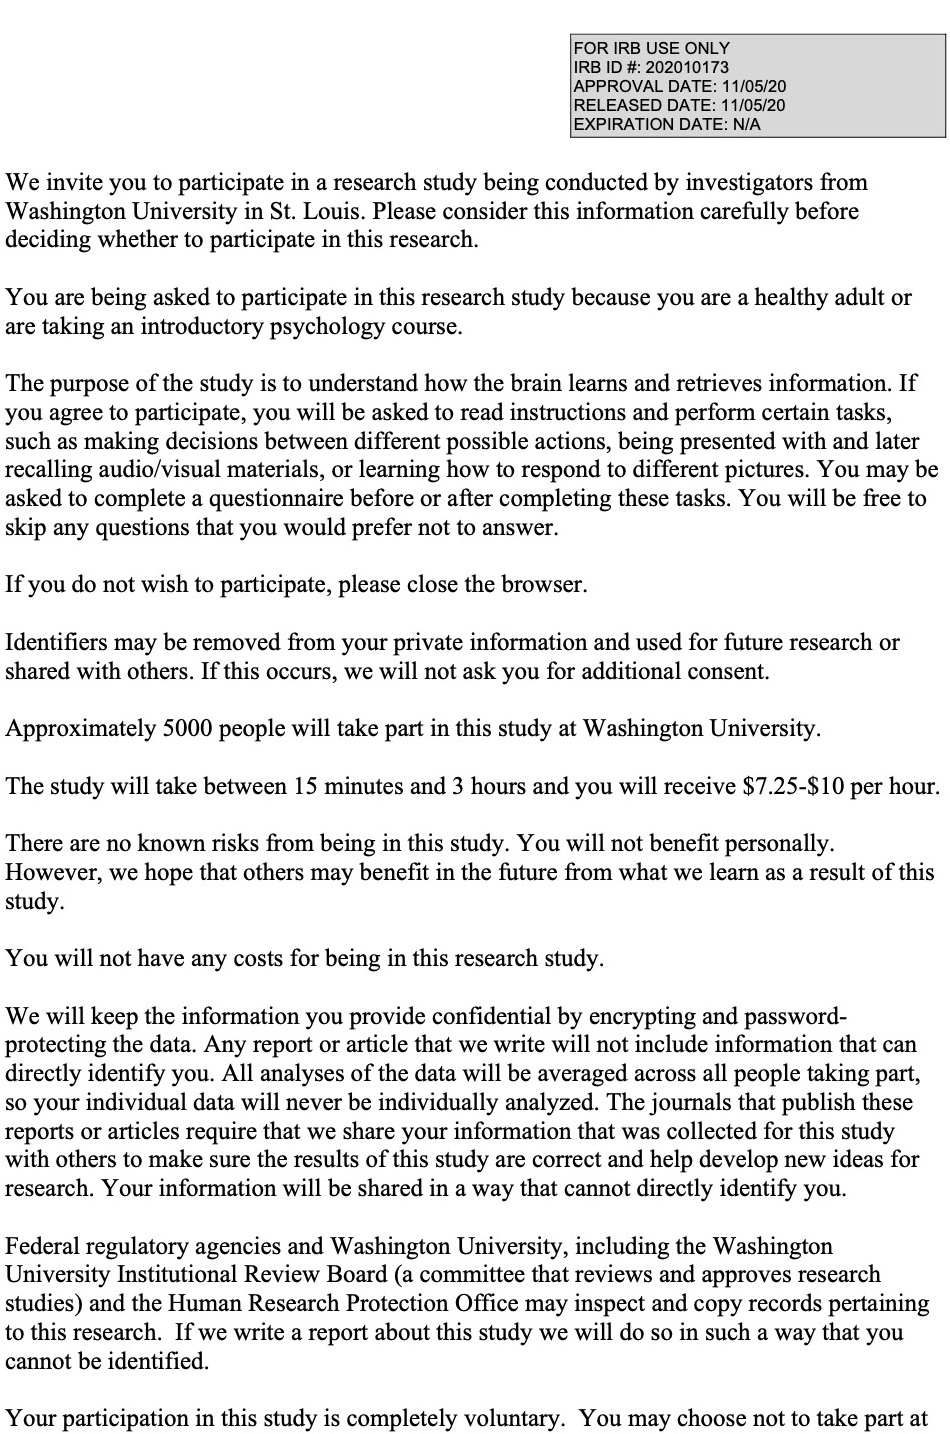 FOR IRB USE ONLY
IRB ID #: 202010173
APPROVAL DATE: 11/05/20
RELEASED DATE: 11/05/20
EXPIRATION DATE: N/A
We invite you to participate in a research study being conducted by investigators from
Washington University in St. Louis. Please consider this information carefully before
deciding whether to participate in this research.
You are being asked to participate in this research study because you are a healthy adult or
are taking an introductory psychology course.
The purpose of the study is to understand how the brain learns and retrieves information. If
you agree to participate, you will be asked to read instructions and perform certain tasks,
such as making decisions between different possible actions, being presented with and later
recalling audio/visual materials, or learning how to respond to different pictures. You may be
asked to complete a questionnaire before or after completing these tasks. You will be free to
skip any questions that you would prefer not to answer.
If you do not wish to participate, please close the browser.
Identifiers may be removed from your private information and used for future research or
shared with others. If this occurs, we will not ask you for additional consent.
Approximately 5000 people will take part in this study at Washington University.
The study will take between 15 minutes and 3 hours and you will receive $7.25-$10 per hour.
There are no known risks from being in this study. You will not benefit personally.
However, we hope that others may benefit in the future from what we learn as a result of this
study.
You will not have any costs for being in this research study.
We will keep the information you provide confidential by encrypting and password-
protecting the data. Any report or article that we write will not include information that can
directly identify you. All analyses of the data will be averaged across all people taking part,
so your individual data will never be individually analyzed. The journals that publish these
reports or articles require that we share your information that was collected for this study
with others to make sure the results of this study are correct and help develop new ideas for
research. Your information will be shared in a way that cannot directly identify you.
Federal regulatory agencies and Washington University, including the Washington
University Institutional Review Board (a committee that reviews and approves research
studies) and the Human Research Protection Office may inspect and copy records pertaining
to this research.  If we write a report about this study we will do so in such a way that you
cannot be identified.
Your participation in this study is completely voluntary.  You may choose not to take part at